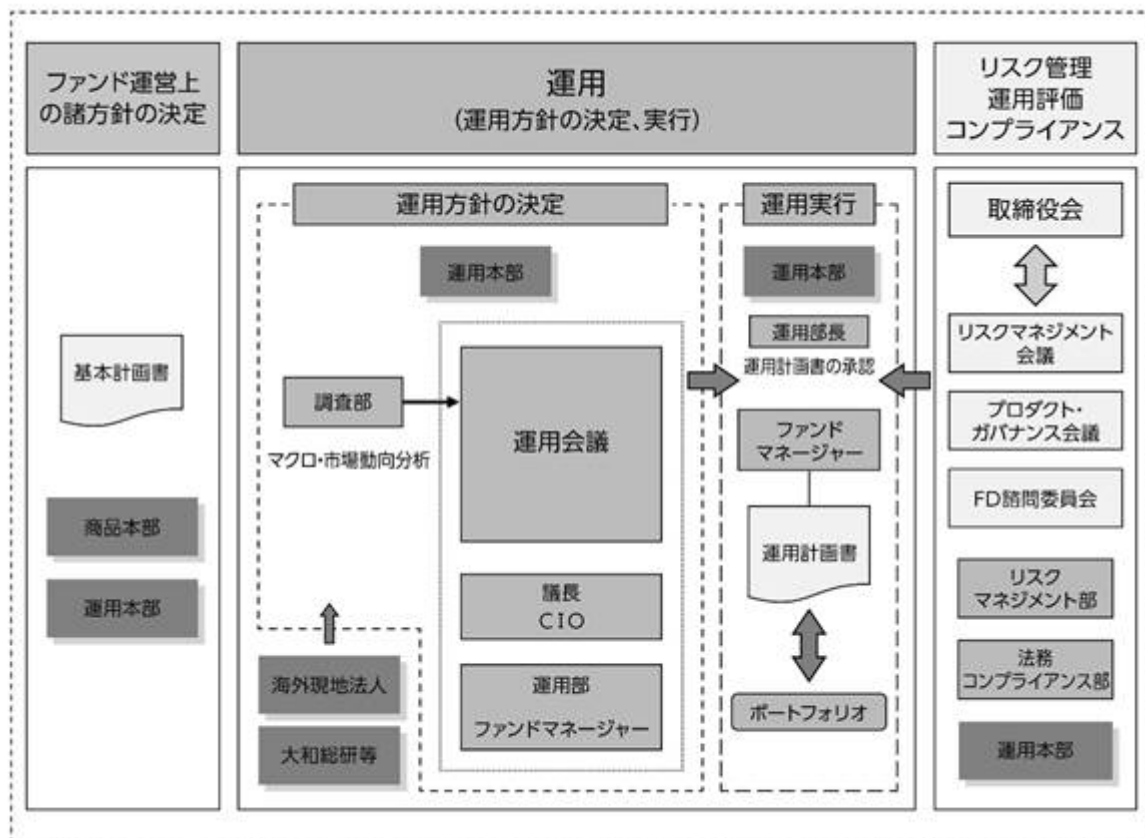 ファンド運営上
の諸方針の決定
基本計画書
商品本部
運用本部
運用
(運用方針の決定、実行)
運用方針の決定
運用本部
調査部
マクロ・市場動向分析
運用会議
議長
CIO
運用部
ファンドマネージャー
海外現地法人
大和総研等
運用実行
運用本部
運用部長
運用計画書の承認
ファンド
マネージャー
運用計画書
ポートフォリオ
リスク管理
運用評価
コンプライアンス
取締役会
リスクマネジメント
会議
プロダクト・
ガバナンス会議
FD諮問委員会
リスク
マネジメント部
法務
コンプライアンス部
運用本部